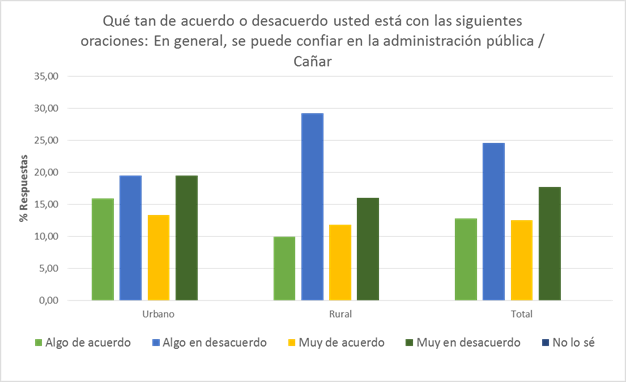 Qué tan de acuerdo o desacuerdo usted está con las siguientes
oraciones: En general, se puede confiar en la administración pública /
Cañar
35,00
30,00
25,00
20,00
15,00
10,00
5,00
0,00
% Respuestas
Urbano Rural Total
Algo de acuerdo Algo en desacuerdo Muy de acuerdo Muy en desacuerdo No lo sé